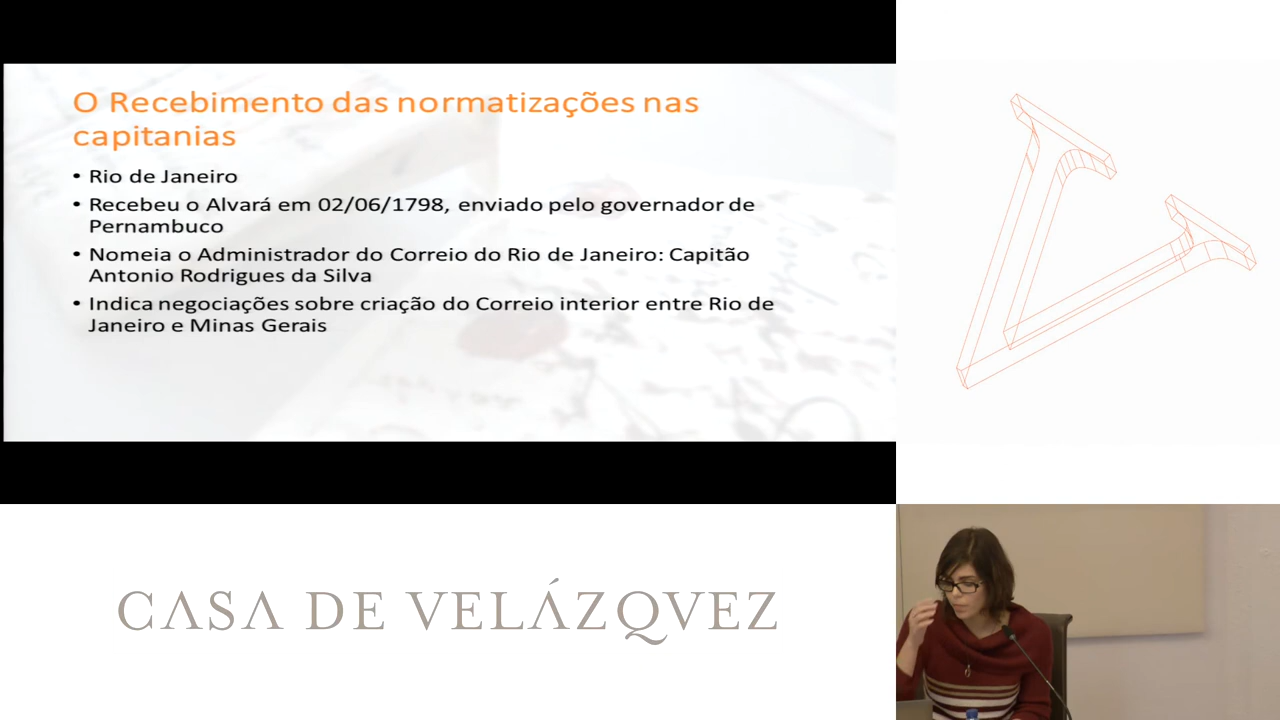 O Recebimento das normatizações nas
capitanias
• Rio de Janeiro
• Recebeu o Alvará em 02/06/1798, enviado pelo governador de
Pernambuco
• Nomeia o Administrador do Correio do Rio de Janeiro: Capitão
Antonio Rodrigues da Silva
• Indica negociações sobre criação do Correio interior entre Rio de
Janeiro e Minas Gerais
CASA DE VELÁZQVEZ